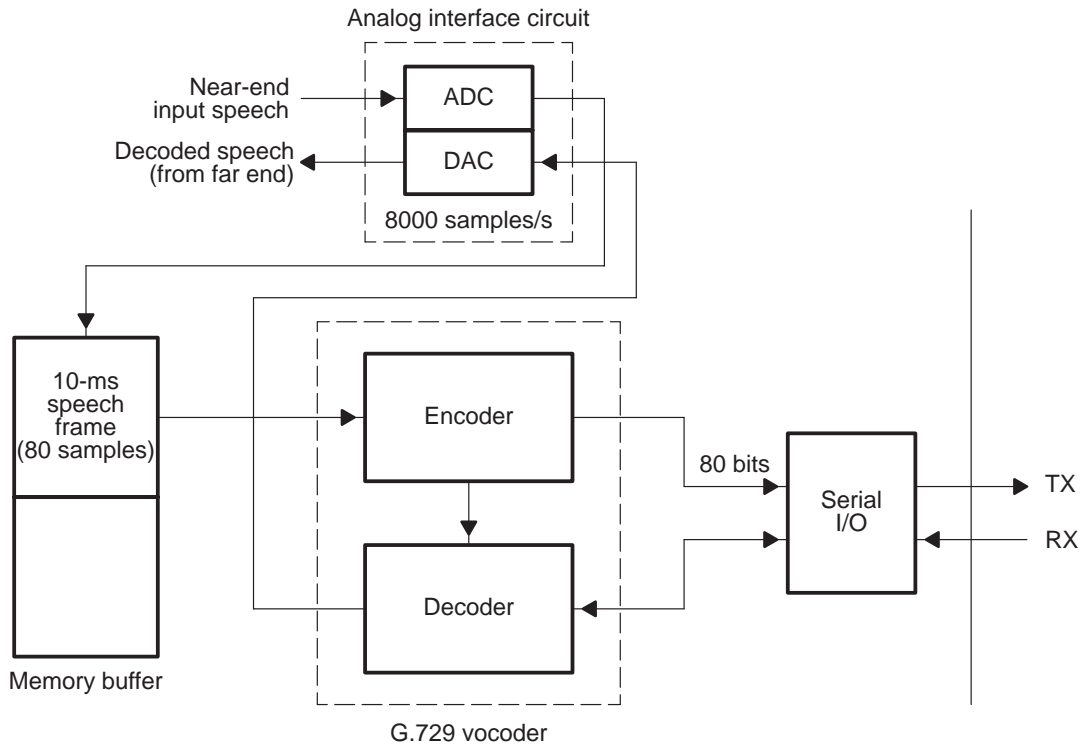 Analog interface circuit
Near-end
input speech
ADC
Decoded speech
(from far end)
DAC
8000 samples/s
10-ms
speech
frame
(80 samples)
Encoder
80 bits
Serial
I/O
TX
RX
Decoder
Memory buffer
G.729 vocoder